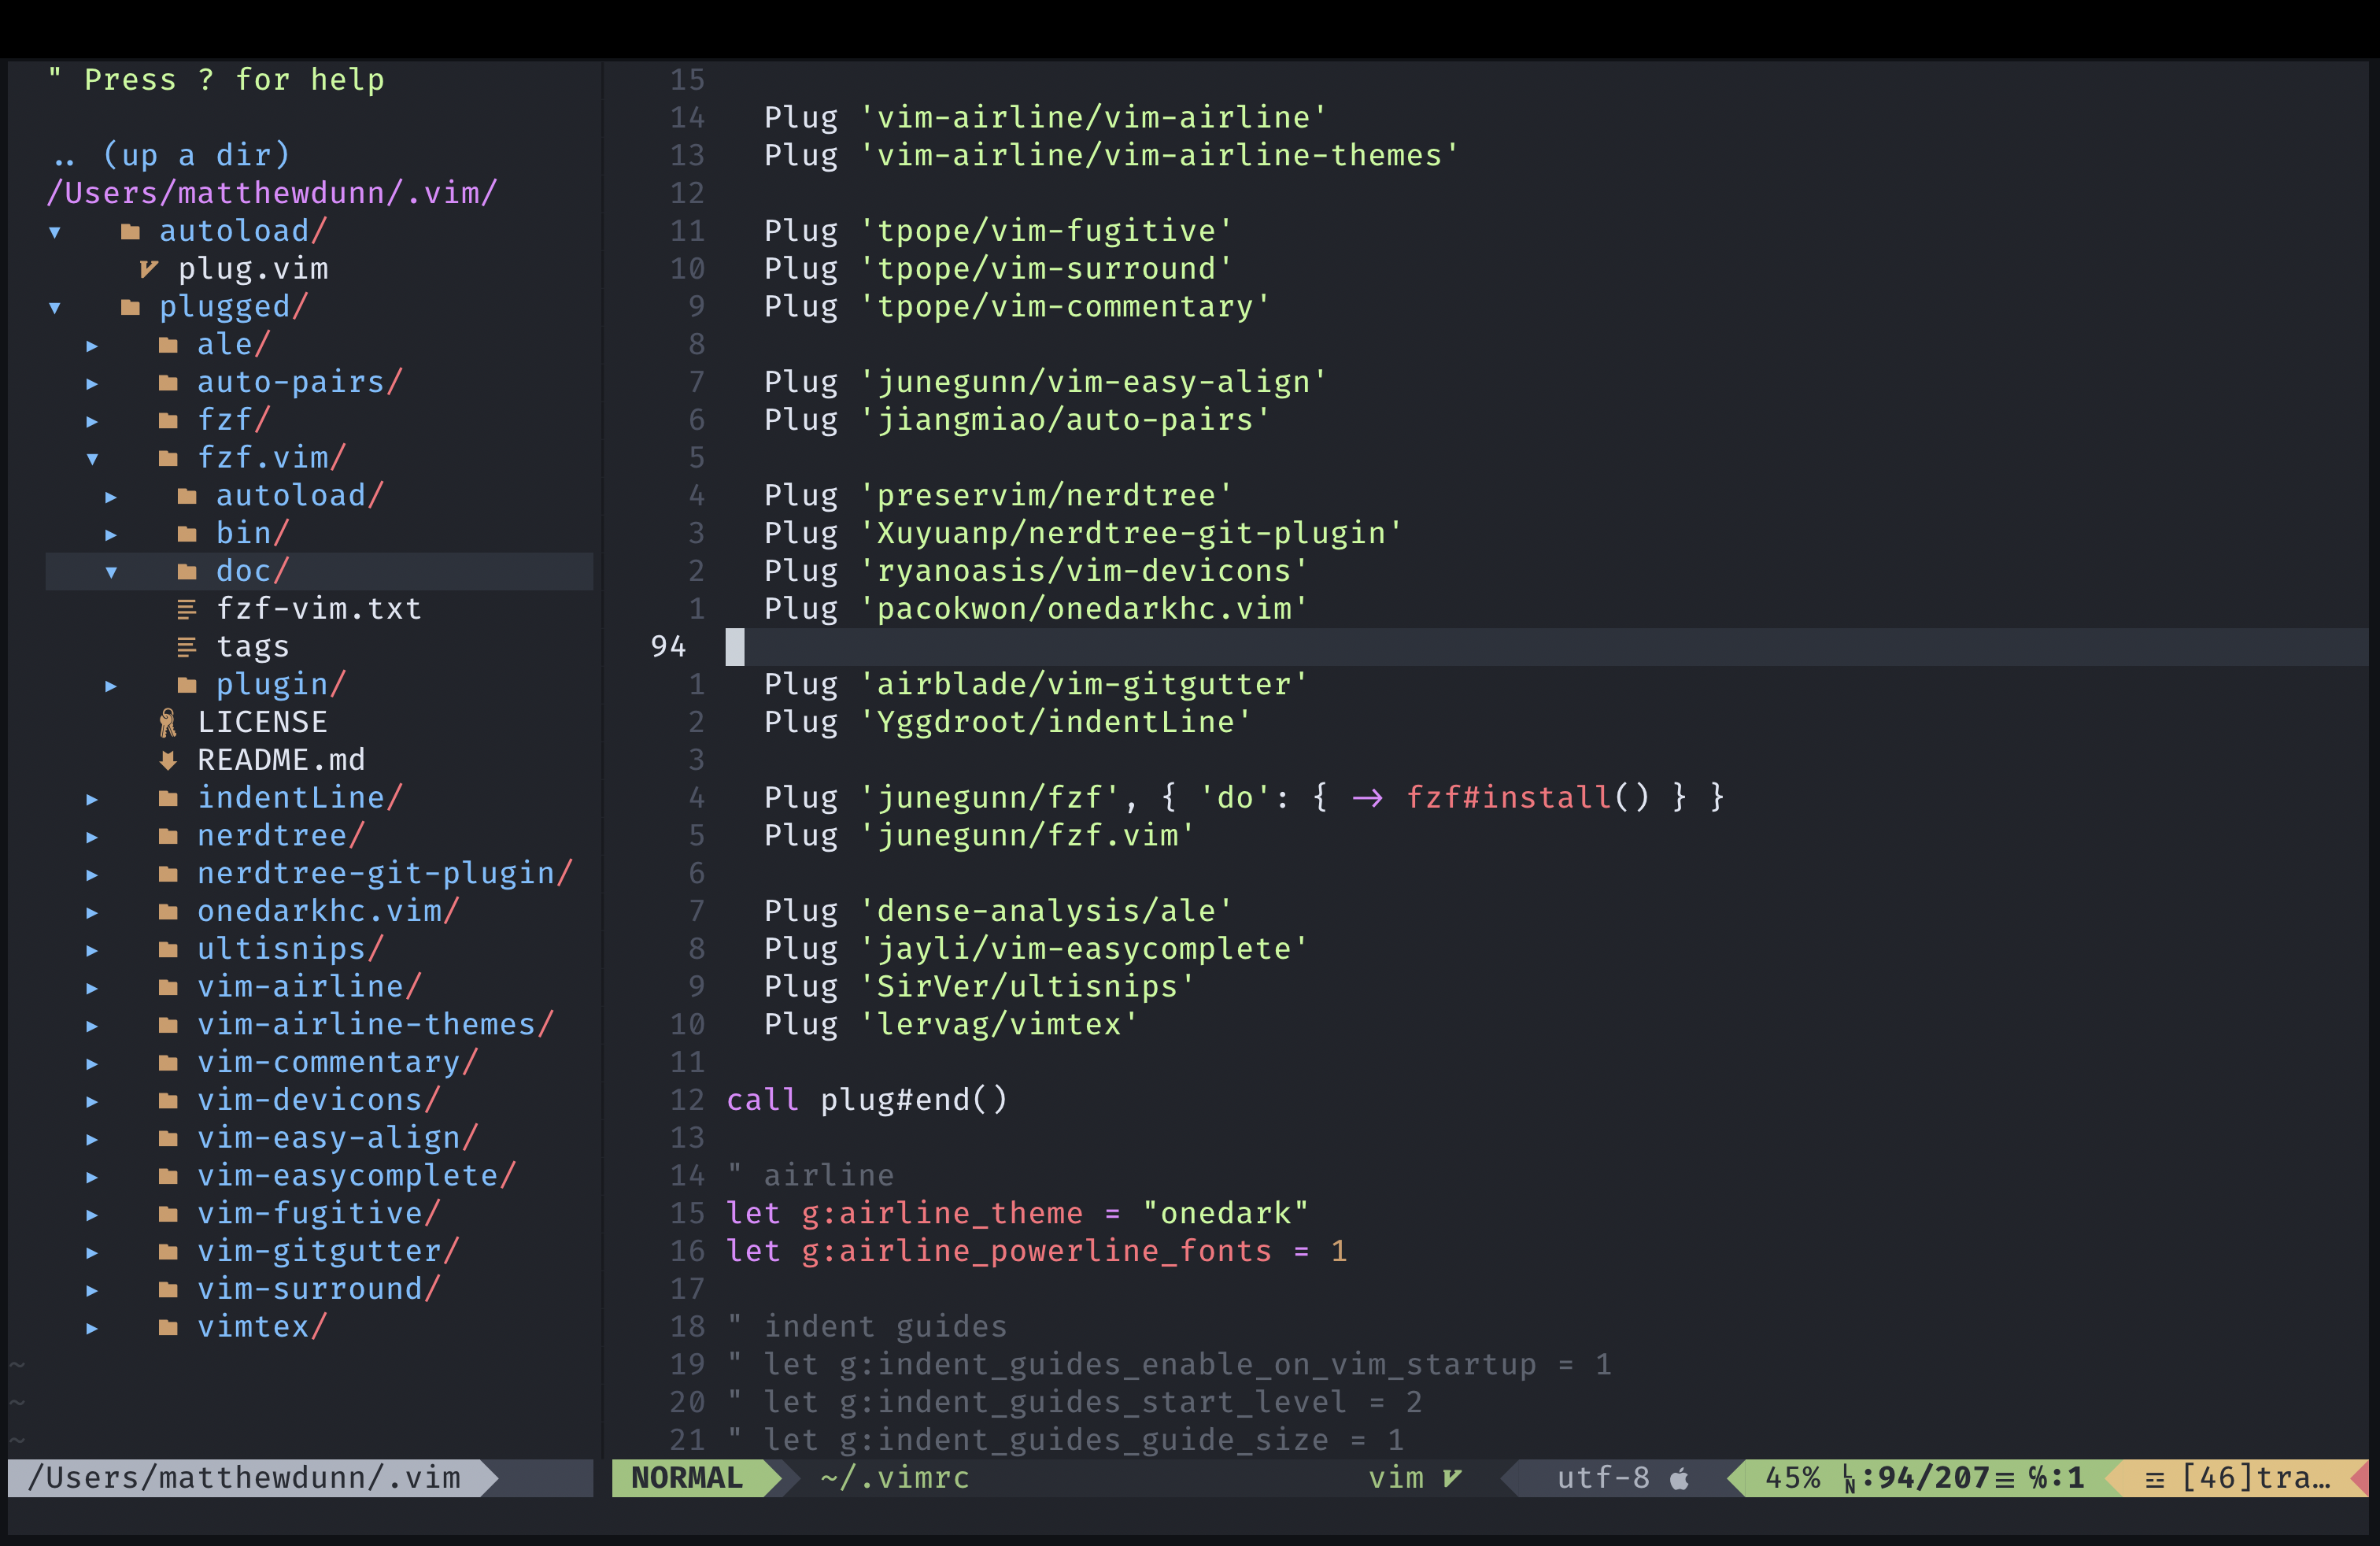 " Press ? for help
.. (up a dir)
/Users/matthewdunn/.vim/
▾ autoload/
plug.vim
▾ plugged/
▸ ale/
▸ auto-pairs/
▸ fzf/
▾ fzf.vim/
▸ autoload/
▸ bin/
▾ doc/
fzf-vim.txt
tags
▸ plugin/
LICENSE
README.md
▸ indentLine/
▸ nerdtree/
▸ nerdtree-git-plugin/
▸ onedarkhc.vim/
▸ ultisnips/
▸ vim-airline/
▸ vim-airline-themes/
▸ vim-commentary/
▸ vim-devicons/
▸ vim-easy-align/
▸ vim-easycomplete/
▸ vim-fugitive/
▸ vim-gitgutter/
▸ vim-surround/
▸ vimtex/
~
~
~
/Users/matthewdunn/.vim
15
14 Plug 'vim-airline/vim-airline'
13 Plug 'vim-airline/vim-airline-themes'
12
11 Plug 'tpope/vim-fugitive'
10 Plug 'tpope/vim-surround'
9 Plug 'tpope/vim-commentary'
8
7 Plug 'junegunn/vim-easy-align'
6 Plug 'jiangmiao/auto-pairs'
5
4 Plug 'preservim/nerdtree'
3 Plug 'Xuyuanp/nerdtree-git-plugin'
2 Plug 'ryanoasis/vim-devicons'
1 Plug 'pacokwon/onedarkhc.vim'
94
1 Plug 'airblade/vim-gitgutter'
2 Plug 'Yggdroot/indentLine'
3
4 Plug 'junegunn/fzf', { 'do': { -> fzf#install() } }
5 Plug 'junegunn/fzf.vim'
6
7 Plug 'dense-analysis/ale'
8 Plug 'jayli/vim-easycomplete'
9 Plug 'SirVer/ultisnips'
10 Plug 'lervag/vimtex'
11
12 call plug#end()
13
14 " airline
15 let g:airline_theme = "onedark"
16 let g:airline_powerline_fonts = 1
17
18 " indent guides
19 " let g:indent_guides_enable_on_vim_startup = 1
20 " let g:indent_guides_start_level = 2
21 " let g:indent_guides_guide_size = 1
NORMAL ~/.vimrc vim utf-8 45% LN:94/207≡ ℅:1 ☲ [46]tra…